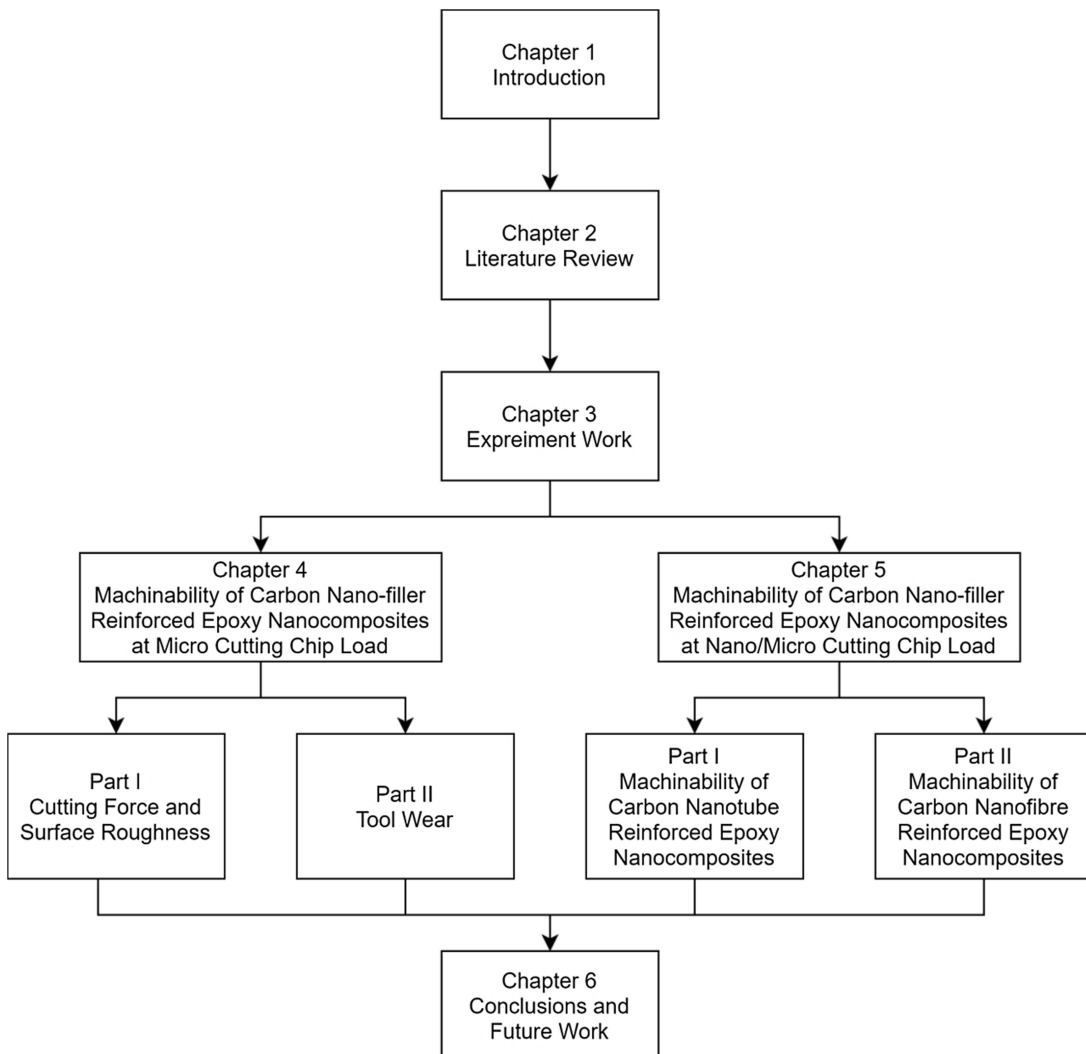 Chapter 1
Introduction
Chapter 2
Literature Review
Chapter 3
Expreiment Work
Chapter 4
Machinability of Carbon Nano-filler
Reinforced Epoxy Nanocomposites
at Micro Cutting Chip Load
Chapter 5
Machinability of Carbon Nano-filler
Reinforced Epoxy Nanocomposites
at Nano/Micro Cutting Chip Load
Part I
Cutting Force and
Surface Roughness
Part II
Tool Wear
Part I
Machinability of
Carbon Nanotube
Reinforced Epoxy
Nanocomposites
Part II
Machinability of
Carbon Nanofibre
Reinforced Epoxy
Nanocomposites
Chapter 6
Conclusions and
Future Work